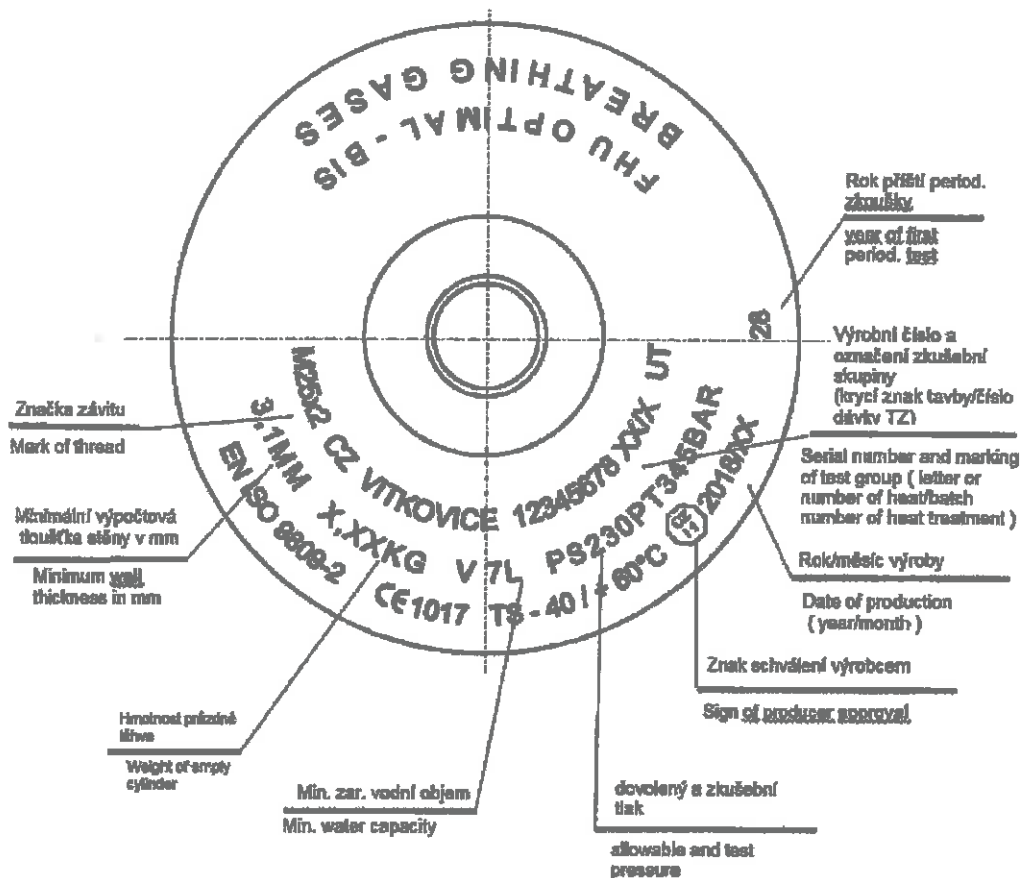 BREATHING GASES
FHU OPTIMAL - BIS
26
M25x2 CZ VITKOVICE 12345678 XX/X UT
3,1MM X,XXKG V 7L PS230PT345BAR
EN ISO 9809-2 CE1017 TS - 40 / + 60°C 2018/XX
Rok příští period.
zkoušky
year of first
period. test
Výrobní číslo a
označení zkušební
skupiny
(krycí znak tavby/číslo
dávky TZ)
Serial number and marking
of test group ( letter or
number of heat/batch
number of heat treatment )
Rok/měsíc výroby
Date of production
( year/month )
Znak schválení výrobcem
Sign of producer approval
dovolený a zkušební
tlak
allowable and test
pressure
Min. zar. vodní objem
Min. water capacity
Hmotnost prázdné
láhve
Weight of empty
cylinder
Minimální výpočtová
tloušťka stěny v mm
Minimum wall
thickness in mm
Značka závitu
Mark of thread